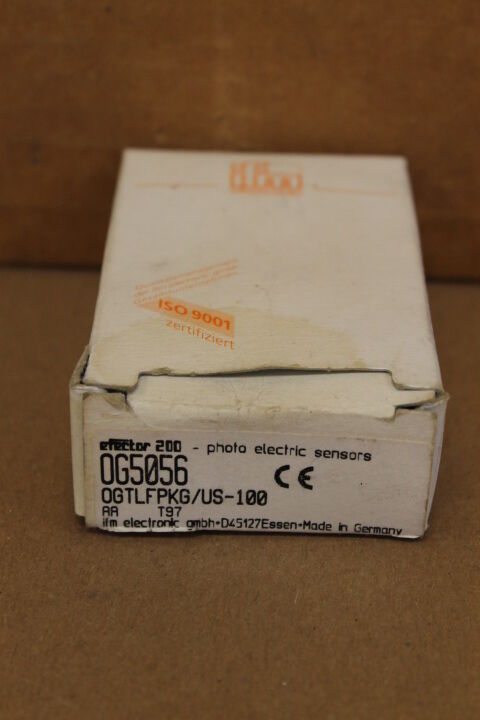 ISO 9001
zertifiziert
efector 200 - photo electric sensors
OG5056
CE
OGTLFPKG/US-100
AA T97
ifm electronic gmbh•D45127Essen•Made in Germany